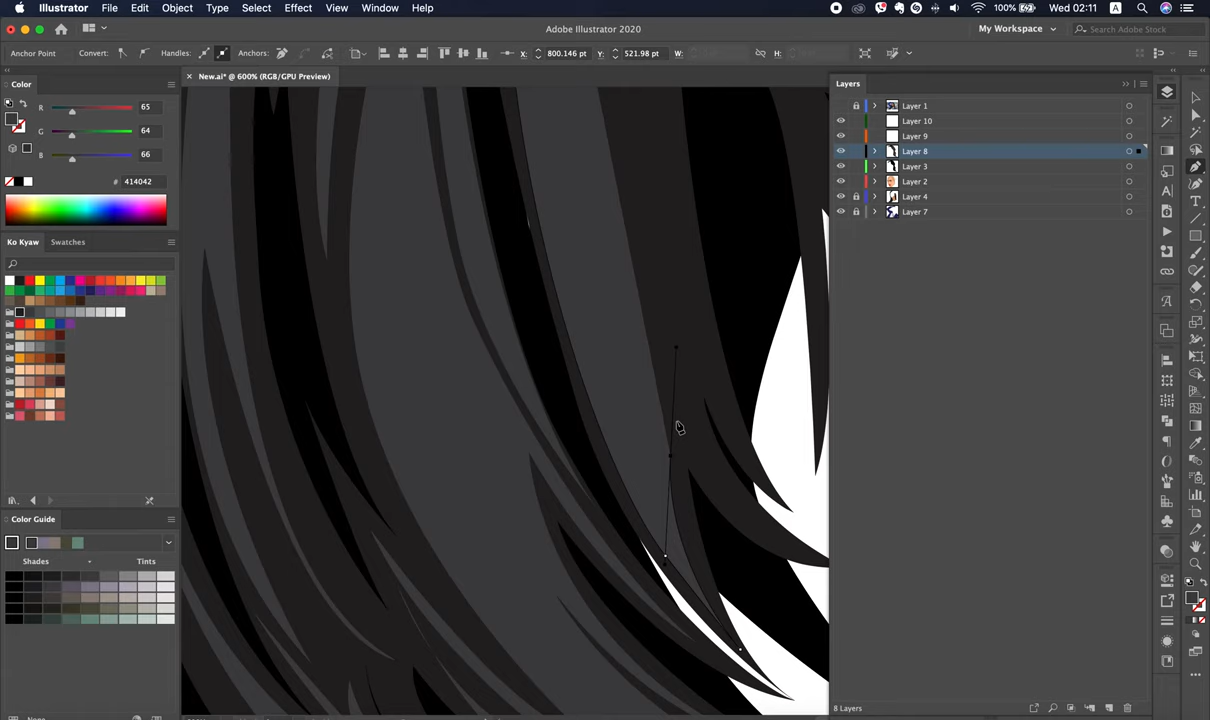 Illustrator File Edit Object Type Select Effect View Window Help 100% Wed 02:11 A
Adobe Illustrator 2020 My Workspace Search Adobe Stock
Anchor Point Convert: Handles: Anchors: X: 800.146 pt Y: 521.98 pt W: H:
× New.ai* @ 600% (RGB/GPU Preview)
Color
R 65
G 64
B 66
# 414042
Ko Kyaw Swatches
Color Guide
Shades Tints
None
Layers
Layer 1
Layer 10
Layer 9
Layer 8
Layer 3
Layer 2
Layer 4
Layer 7
8 Layers